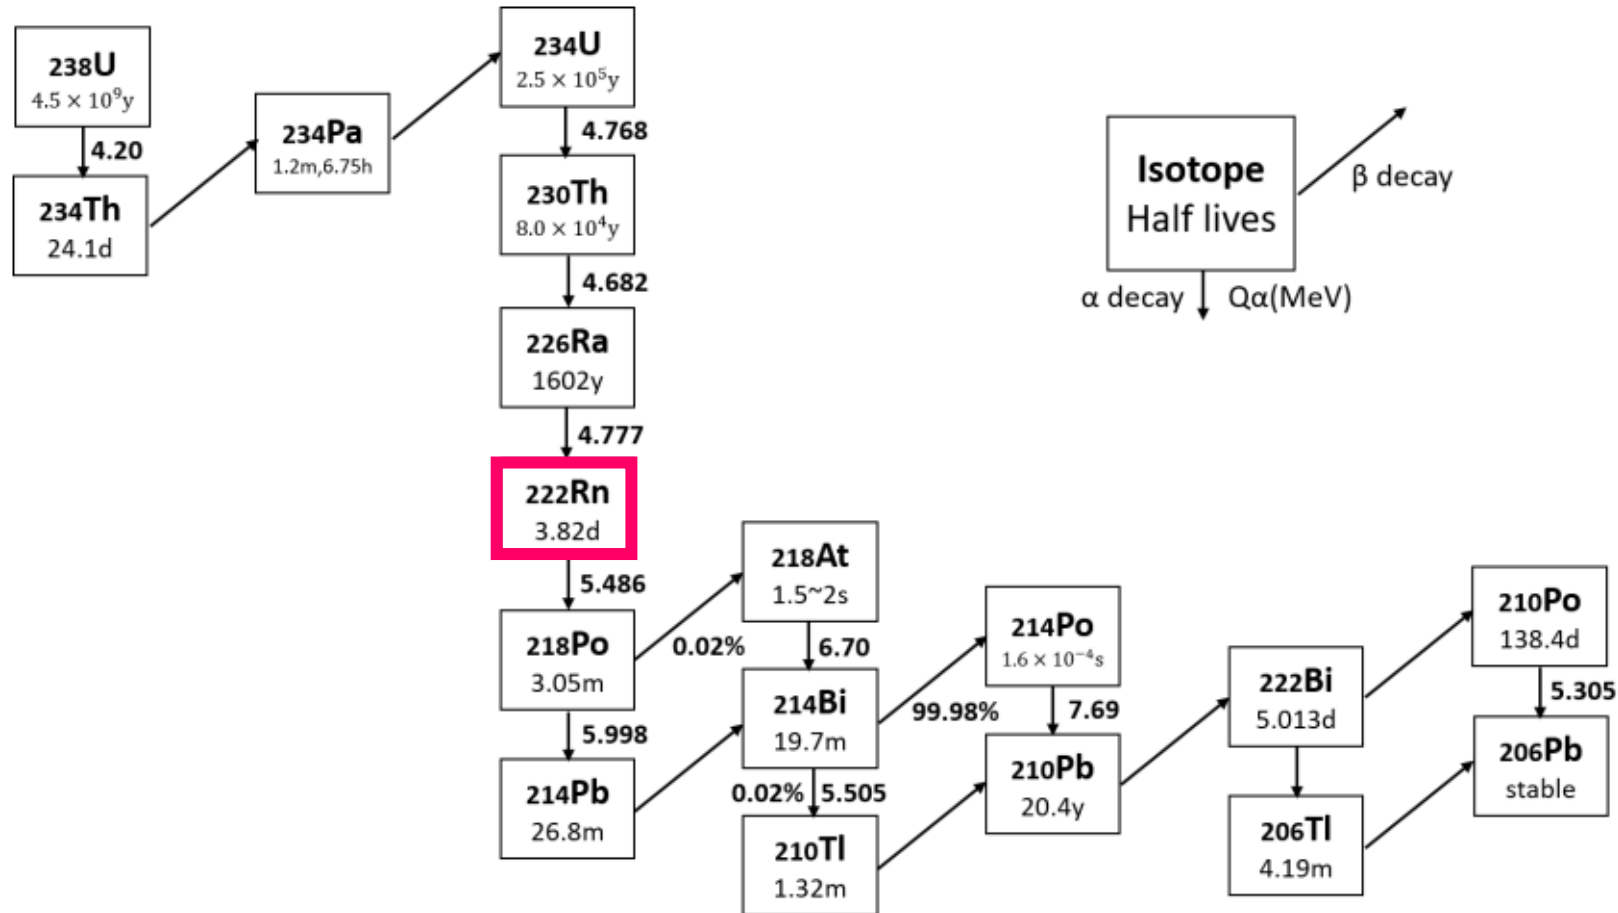 238U
4.5 × 10⁹y
4.20
234Th
24.1d
234Pa
1.2m,6.75h
234U
2.5 × 10⁵y
4.768
230Th
8.0 × 10⁴y
4.682
226Ra
1602y
4.777
222Rn
3.82d
5.486
218Po
3.05m
0.02%
5.998
214Pb
26.8m
218At
1.5~2s
6.70
214Bi
19.7m
99.98%
0.02% 5.505
210Tl
1.32m
214Po
1.6 × 10⁻⁴s
7.69
210Pb
20.4y
222Bi
5.013d
206Tl
4.19m
210Po
138.4d
5.305
206Pb
stable
Isotope
Half lives
β decay
α decay Qα(MeV)